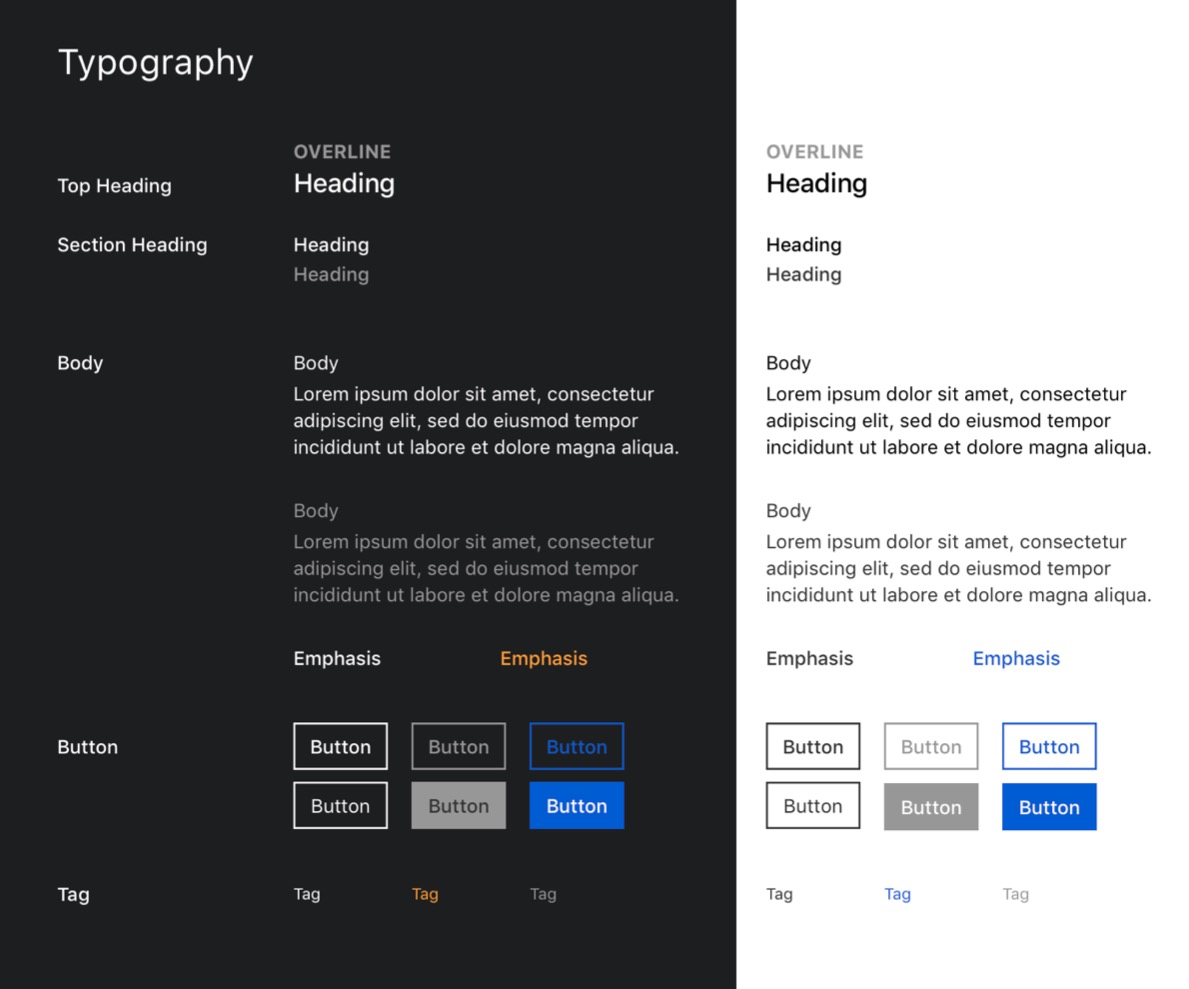 Typography
OVERLINE OVERLINE
Top Heading Heading Heading
Section Heading Heading Heading
Heading Heading
Body Body Body
Lorem ipsum dolor sit amet, consectetur Lorem ipsum dolor sit amet, consectetur
adipiscing elit, sed do eiusmod tempor adipiscing elit, sed do eiusmod tempor
incididunt ut labore et dolore magna aliqua. incididunt ut labore et dolore magna aliqua.
Body Body
Lorem ipsum dolor sit amet, consectetur Lorem ipsum dolor sit amet, consectetur
adipiscing elit, sed do eiusmod tempor adipiscing elit, sed do eiusmod tempor
incididunt ut labore et dolore magna aliqua. incididunt ut labore et dolore magna aliqua.
Emphasis Emphasis Emphasis Emphasis
Button Button Button Button Button Button Button
Button Button Button Button Button Button
Tag Tag Tag Tag Tag Tag Tag